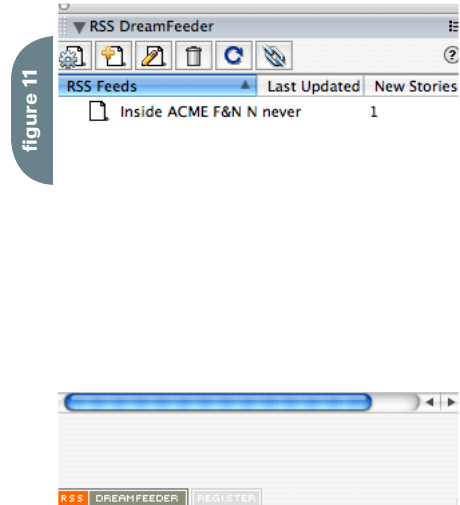 figure 11
RSS DreamFeeder
?
RSS Feeds Last Updated New Stories
Inside ACME F&N N never 1
RSS DREAMFEEDER REGISTER